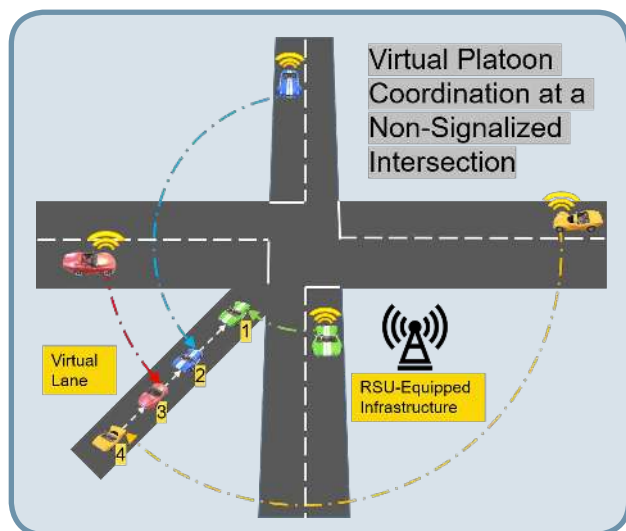 Virtual Platoon
Coordination at a
Non-Signalized
Intersection
1
2
3
4
Virtual
Lane
RSU-Equipped
Infrastructure